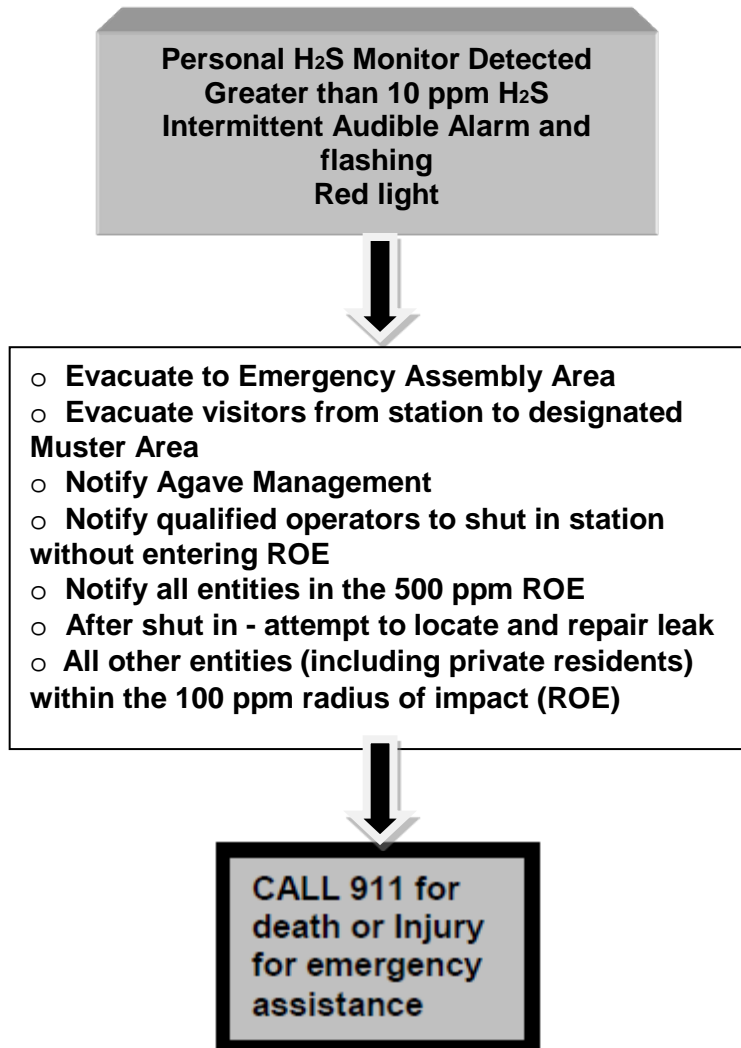 Personal H₂S Monitor Detected
Greater than 10 ppm H₂S
Intermittent Audible Alarm and
flashing
Red light
o Evacuate to Emergency Assembly Area
o Evacuate visitors from station to designated
Muster Area
o Notify Agave Management
o Notify qualified operators to shut in station
without entering ROE
o Notify all entities in the 500 ppm ROE
o After shut in - attempt to locate and repair leak
o All other entities (including private residents)
within the 100 ppm radius of impact (ROE)
CALL 911 for
death or Injury
for emergency
assistance